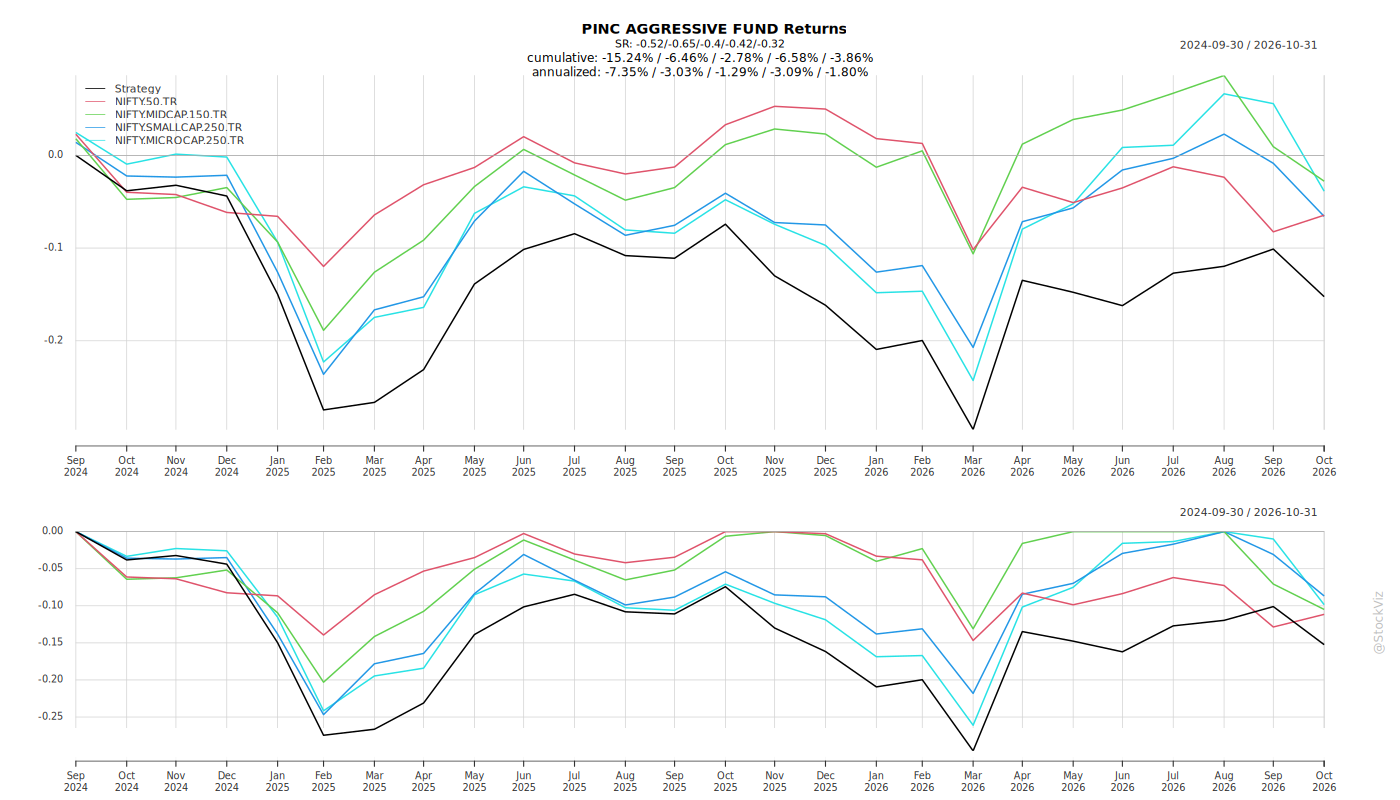 PINC AGGRESSIVE FUND Returns
SR: -0.52/-0.65/-0.4/-0.42/-0.32
cumulative: -15.24% / -6.46% / -2.78% / -6.58% / -3.86%
annualized: -7.35% / -3.03% / -1.29% / -3.09% / -1.80%
2024-09-30 / 2026-10-31
Strategy
NIFTY.50.TR
NIFTY.MIDCAP.150.TR
NIFTY.SMALLCAP.250.TR
NIFTY.MICROCAP.250.TR
0.0
-0.1
-0.2
Sep Oct Nov Dec Jan Feb Mar Apr May Jun Jul Aug Sep Oct Nov Dec Jan Feb Mar Apr May Jun Jul Aug Sep Oct
2024 2024 2024 2024 2025 2025 2025 2025 2025 2025 2025 2025 2025 2025 2025 2025 2026 2026 2026 2026 2026 2026 2026 2026 2026 2026
2024-09-30 / 2026-10-31
0.00
-0.05
-0.10
-0.15
-0.20
-0.25
Sep Oct Nov Dec Jan Feb Mar Apr May Jun Jul Aug Sep Oct Nov Dec Jan Feb Mar Apr May Jun Jul Aug Sep Oct
2024 2024 2024 2024 2025 2025 2025 2025 2025 2025 2025 2025 2025 2025 2025 2025 2026 2026 2026 2026 2026 2026 2026 2026 2026 2026
@StockViz